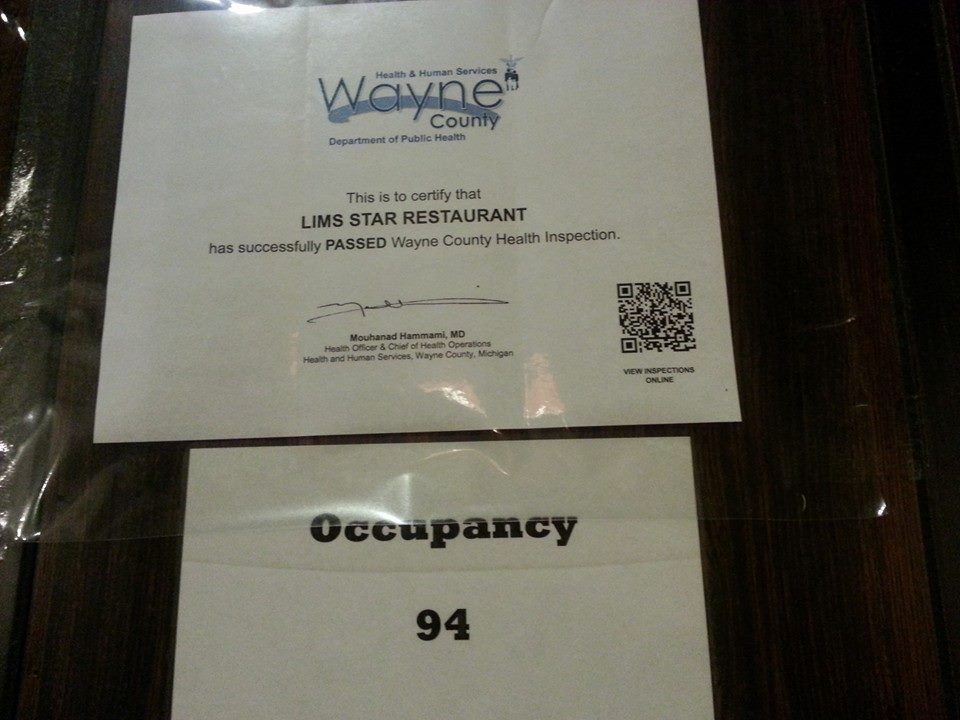 Health & Human Services
Wayne
County
Department of Public Health
This is to certify that
LIMS STAR RESTAURANT
has successfully PASSED Wayne County Health Inspection.
Mouhanad Hammami, MD
Health Officer & Chief of Health Operations
Health and Human Services, Wayne County, Michigan
VIEW INSPECTIONS
ONLINE
Occupancy
94